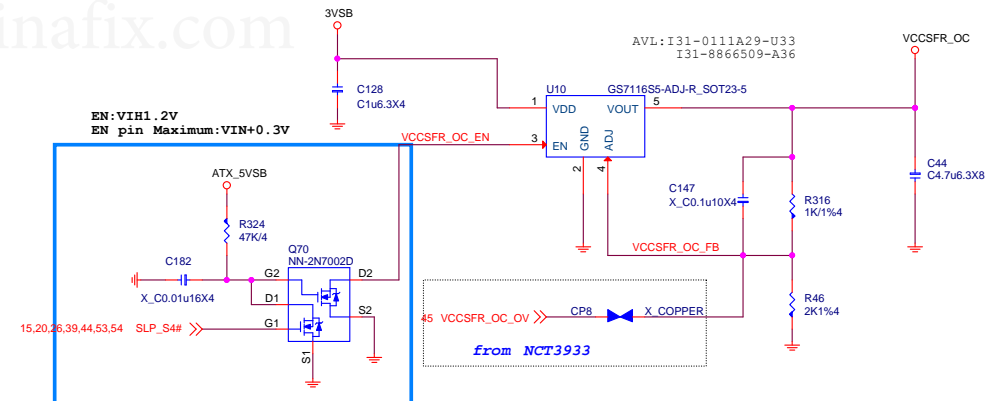 inafix.com
3VSB
AVL:I31-0111A29-U33
I31-8866509-A36
VCCSFR_OC
C128
C1u6.3X4
U10
GS7116S5-ADJ-R_SOT23-5
1
VDD
VOUT
5
EN:VIH1.2V
EN pin Maximum:VIN+0.3V
VCCSFR_OC_EN
3
EN
GND
ADJ
2
4
ATX_5VSB
C44
C4.7u6.3X8
C147
X_C0.1u10X4
R316
1K/1%4
R324
47K/4
VCCSFR_OC_FB
Q70
NN-2N7002D
C182
X_C0.01u16X4
G2
D2
D1
S2
G1
S1
15,20,26,39,44,53,54 SLP_S4#
45 VCCSFR_OC_OV
CP8
X_COPPER
R46
2K1%4
from NCT3933